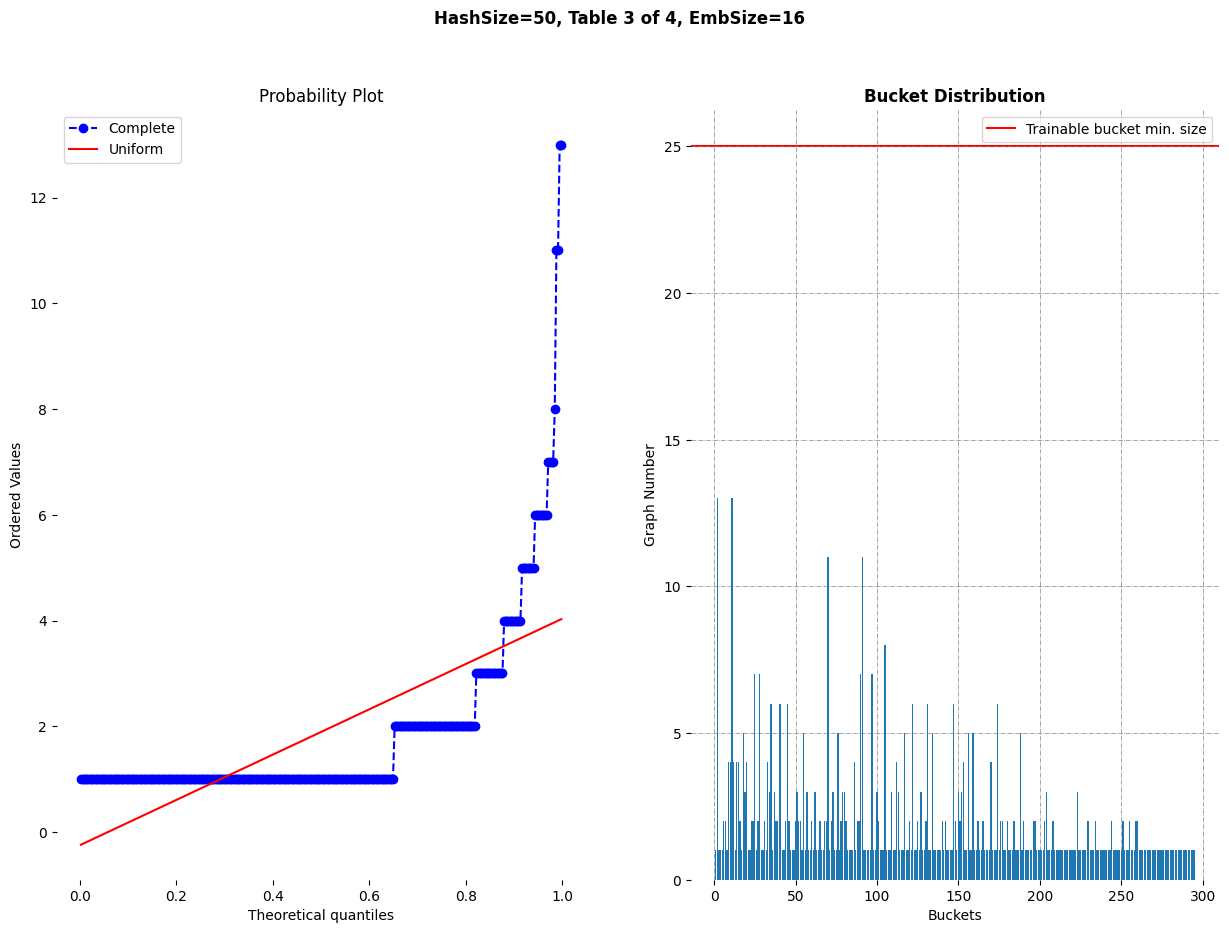 HashSize=50, Table 3 of 4, EmbSize=16
Probability Plot
Complete
Uniform
Ordered Values
12
10
8
6
4
2
0
0.0 0.2 0.4 0.6 0.8 1.0
Theoretical quantiles
Bucket Distribution
Trainable bucket min. size
Graph Number
25
20
15
10
5
0
0 50 100 150 200 250 300
Buckets